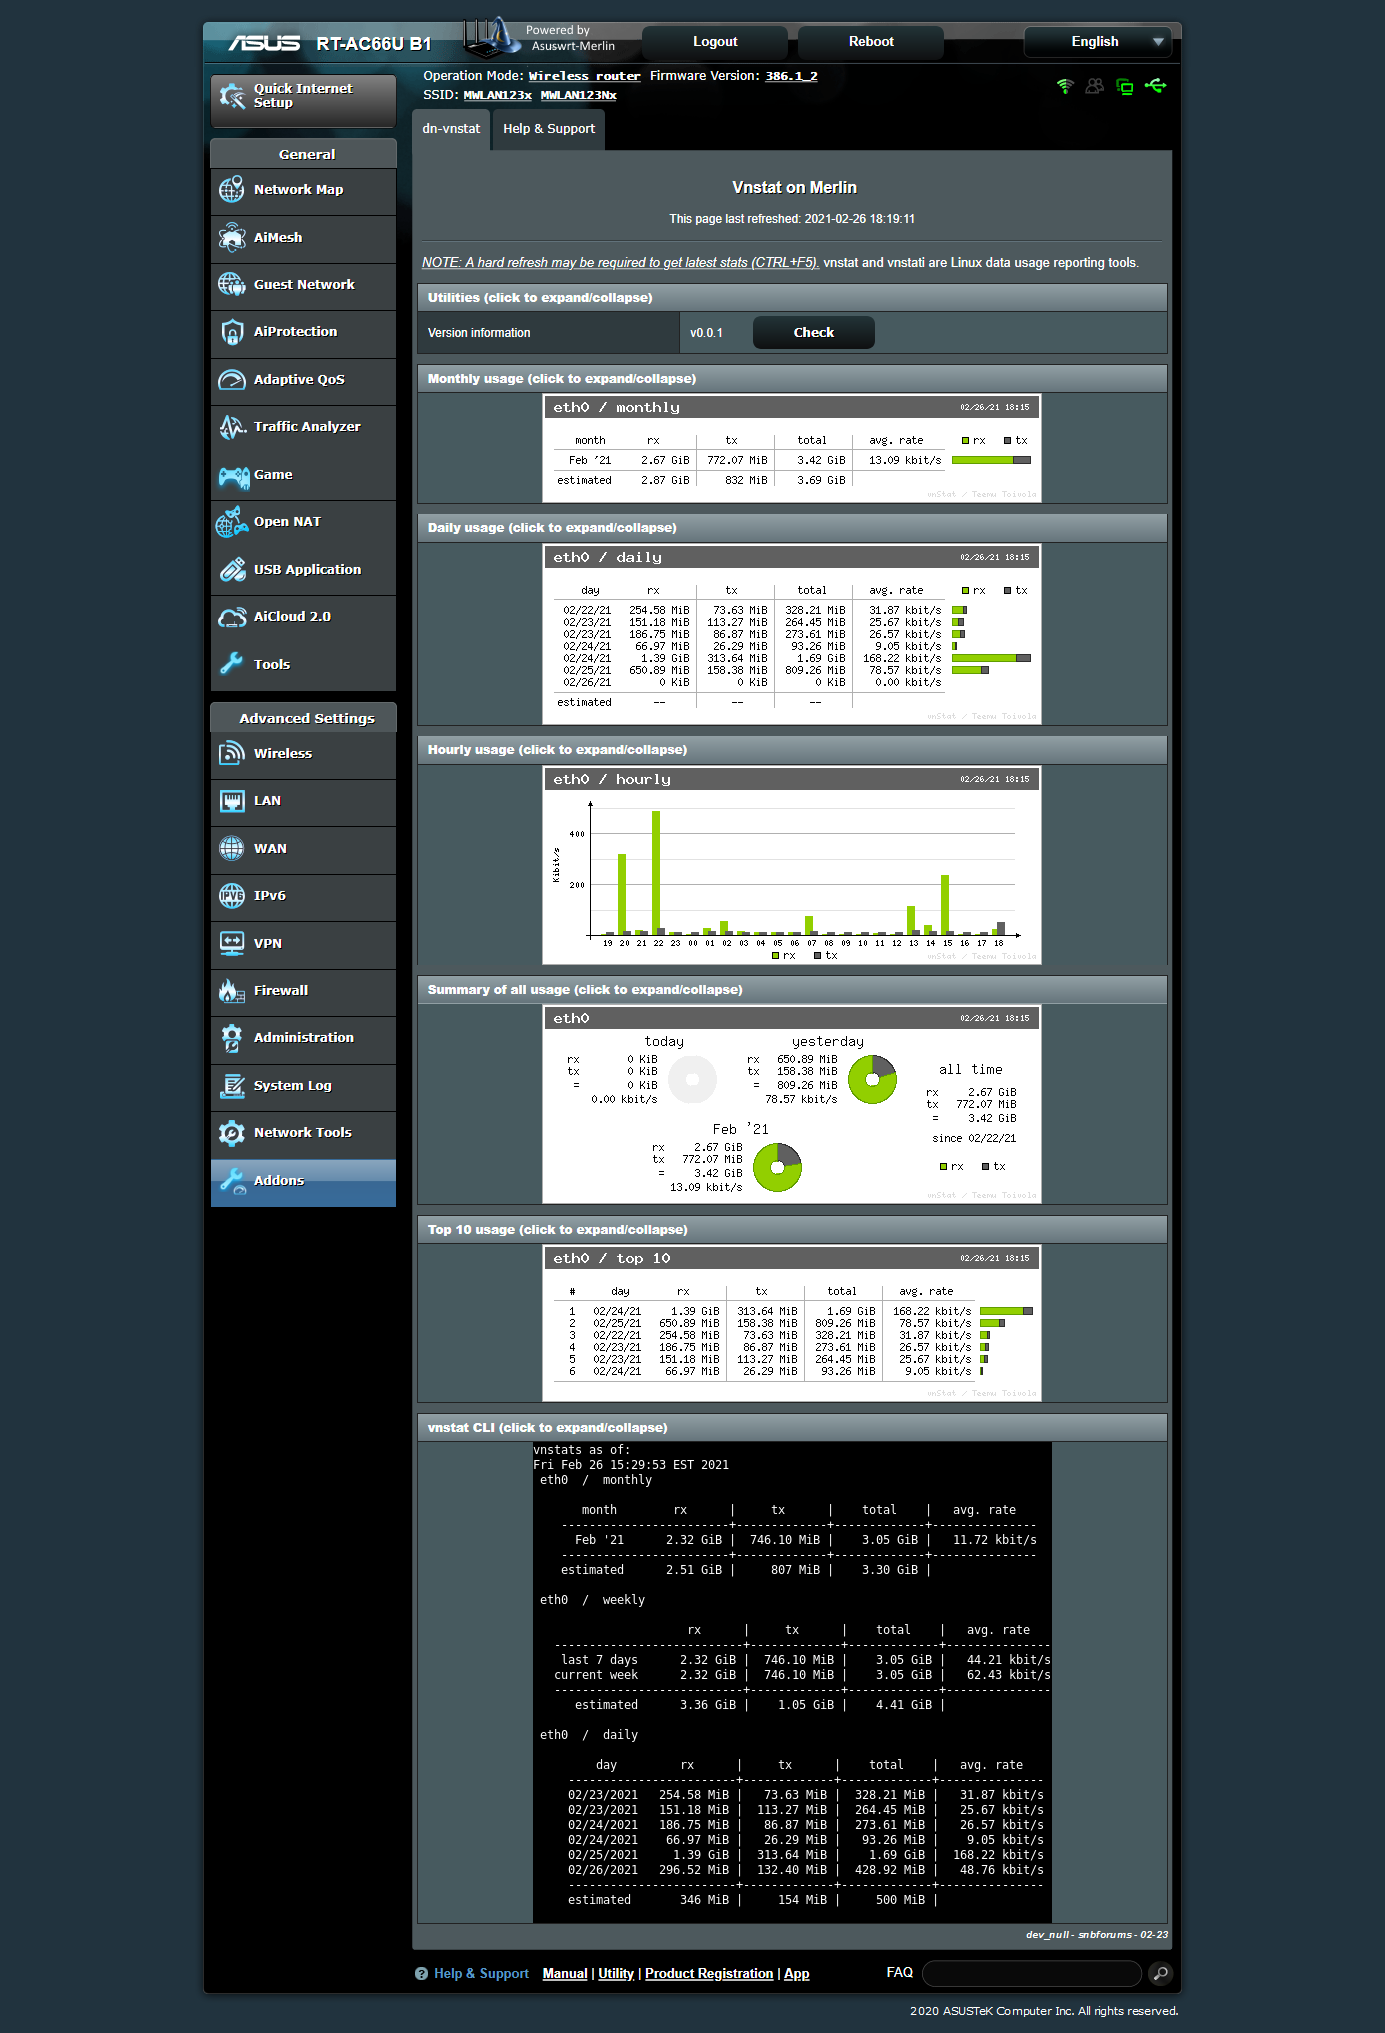 ASUS RT-AC66U B1 Powered by Asuswrt-Merlin Logout Reboot English
Operation Mode: Wireless router Firmware Version: 386.1_2
SSID: MWLAN123x MWLAN123Nx
Quick Internet Setup
General
Network Map
AiMesh
Guest Network
AiProtection
Adaptive QoS
Traffic Analyzer
Game
Open NAT
USB Application
AiCloud 2.0
Tools
Advanced Settings
Wireless
LAN
WAN
IPv6
VPN
Firewall
Administration
System Log
Network Tools
Addons
dn-vnstat Help & Support
Vnstat on Merlin
This page last refreshed: 2021-02-26 18:19:11
NOTE: A hard refresh may be required to get latest stats (CTRL+F5). vnstat and vnstati are Linux data usage reporting tools.
Utilities (click to expand/collapse)
Version information v0.0.1 Check
Monthly usage (click to expand/collapse)
eth0 / monthly 02/26/21 18:15
month rx tx total avg. rate rx tx
Feb '21 2.67 GiB 772.07 MiB 3.42 GiB 13.09 kbit/s
estimated 2.87 GiB 832 MiB 3.69 GiB
vnStat / Teemu Toivola
Daily usage (click to expand/collapse)
eth0 / daily 02/26/21 18:15
day rx tx total avg. rate rx tx
02/22/21 254.58 MiB 73.63 MiB 328.21 MiB 31.87 kbit/s
02/23/21 151.18 MiB 113.27 MiB 264.45 MiB 25.67 kbit/s
02/23/21 186.75 MiB 86.87 MiB 273.61 MiB 26.57 kbit/s
02/24/21 66.97 MiB 26.29 MiB 93.26 MiB 9.05 kbit/s
02/24/21 1.39 GiB 313.64 MiB 1.69 GiB 168.22 kbit/s
02/25/21 650.89 MiB 158.38 MiB 809.26 MiB 78.57 kbit/s
02/26/21 0 KiB 0 KiB 0 KiB 0.00 kbit/s
estimated -- -- --
vnStat / Teemu Toivola
Hourly usage (click to expand/collapse)
eth0 / hourly 02/26/21 18:15
Kibit/s
400
200
19 20 21 22 23 00 01 02 03 04 05 06 07 08 09 10 11 12 13 14 15 16 17 18
rx tx
vnStat / Teemu Toivola
Summary of all usage (click to expand/collapse)
eth0 02/26/21 18:15
today
rx 0 KiB
tx 0 KiB
= 0 KiB
0.00 kbit/s
yesterday
rx 650.89 MiB
tx 158.38 MiB
= 809.26 MiB
78.57 kbit/s
all time
rx 2.67 GiB
tx 772.07 MiB
= 3.42 GiB
since 02/22/21
Feb '21
rx 2.67 GiB
tx 772.07 MiB
= 3.42 GiB
13.09 kbit/s
rx tx
vnStat / Teemu Toivola
Top 10 usage (click to expand/collapse)
eth0 / top 10 02/26/21 18:15
# day rx tx total avg. rate
1 02/24/21 1.39 GiB 313.64 MiB 1.69 GiB 168.22 kbit/s
2 02/25/21 650.89 MiB 158.38 MiB 809.26 MiB 78.57 kbit/s
3 02/22/21 254.58 MiB 73.63 MiB 328.21 MiB 31.87 kbit/s
4 02/23/21 186.75 MiB 86.87 MiB 273.61 MiB 26.57 kbit/s
5 02/23/21 151.18 MiB 113.27 MiB 264.45 MiB 25.67 kbit/s
6 02/24/21 66.97 MiB 26.29 MiB 93.26 MiB 9.05 kbit/s
vnStat / Teemu Toivola
vnstat CLI (click to expand/collapse)
vnstats as of:
Fri Feb 26 15:29:53 EST 2021
eth0 / monthly
month rx | tx | total | avg. rate
------------------------+-------------+-------------+---------------
Feb '21 2.32 GiB | 746.10 MiB | 3.05 GiB | 11.72 kbit/s
------------------------+-------------+-------------+---------------
estimated 2.51 GiB | 807 MiB | 3.30 GiB |
eth0 / weekly
rx | tx | total | avg. rate
---------------------------+-------------+-------------+---------------
last 7 days 2.32 GiB | 746.10 MiB | 3.05 GiB | 44.21 kbit/s
current week 2.32 GiB | 746.10 MiB | 3.05 GiB | 62.43 kbit/s
---------------------------+-------------+-------------+---------------
estimated 3.36 GiB | 1.05 GiB | 4.41 GiB |
eth0 / daily
day rx | tx | total | avg. rate
------------------------+-------------+-------------+---------------
02/23/2021 254.58 MiB | 73.63 MiB | 328.21 MiB | 31.87 kbit/s
02/23/2021 151.18 MiB | 113.27 MiB | 264.45 MiB | 25.67 kbit/s
02/24/2021 186.75 MiB | 86.87 MiB | 273.61 MiB | 26.57 kbit/s
02/24/2021 66.97 MiB | 26.29 MiB | 93.26 MiB | 9.05 kbit/s
02/25/2021 1.39 GiB | 313.64 MiB | 1.69 GiB | 168.22 kbit/s
02/26/2021 296.52 MiB | 132.40 MiB | 428.92 MiB | 48.76 kbit/s
------------------------+-------------+-------------+---------------
estimated 346 MiB | 154 MiB | 500 MiB |
dev_null - snbforums - 02-23
Help & Support Manual | Utility | Product Registration | App FAQ
2020 ASUSTeK Computer Inc. All rights reserved.